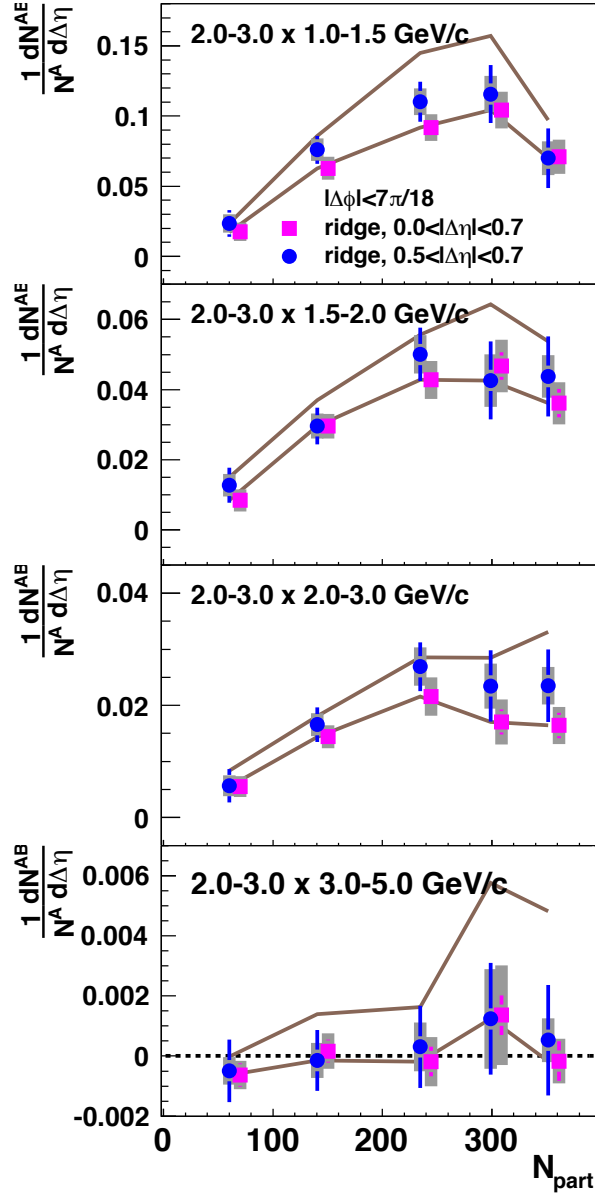 2.0-3.0 x 1.0-1.5 GeV/c
1 dN^AB
N^A dΔη
0.15
0.1
0.05
0
|Δϕ|<7π/18
ridge, 0.0<|Δη|<0.7
ridge, 0.5<|Δη|<0.7
2.0-3.0 x 1.5-2.0 GeV/c
1 dN^AB
N^A dΔη
0.06
0.04
0.02
0
2.0-3.0 x 2.0-3.0 GeV/c
1 dN^AB
N^A dΔη
0.04
0.02
0
2.0-3.0 x 3.0-5.0 GeV/c
1 dN^AB
N^A dΔη
0.006
0.004
0.002
0
-0.002
0 100 200 300
N_part